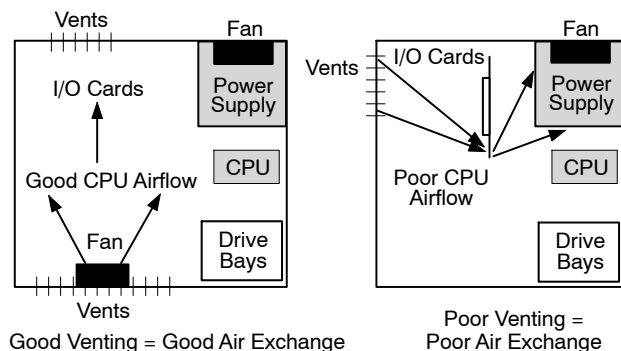 Vents
Fan
I/O Cards
Power
Supply
CPU
Good CPU Airflow
Fan
Drive
Bays
Vents
Good Venting = Good Air Exchange
Fan
I/O Cards
Vents
Power
Supply
CPU
Poor CPU
Airflow
Drive
Bays
Poor Venting =
Poor Air Exchange